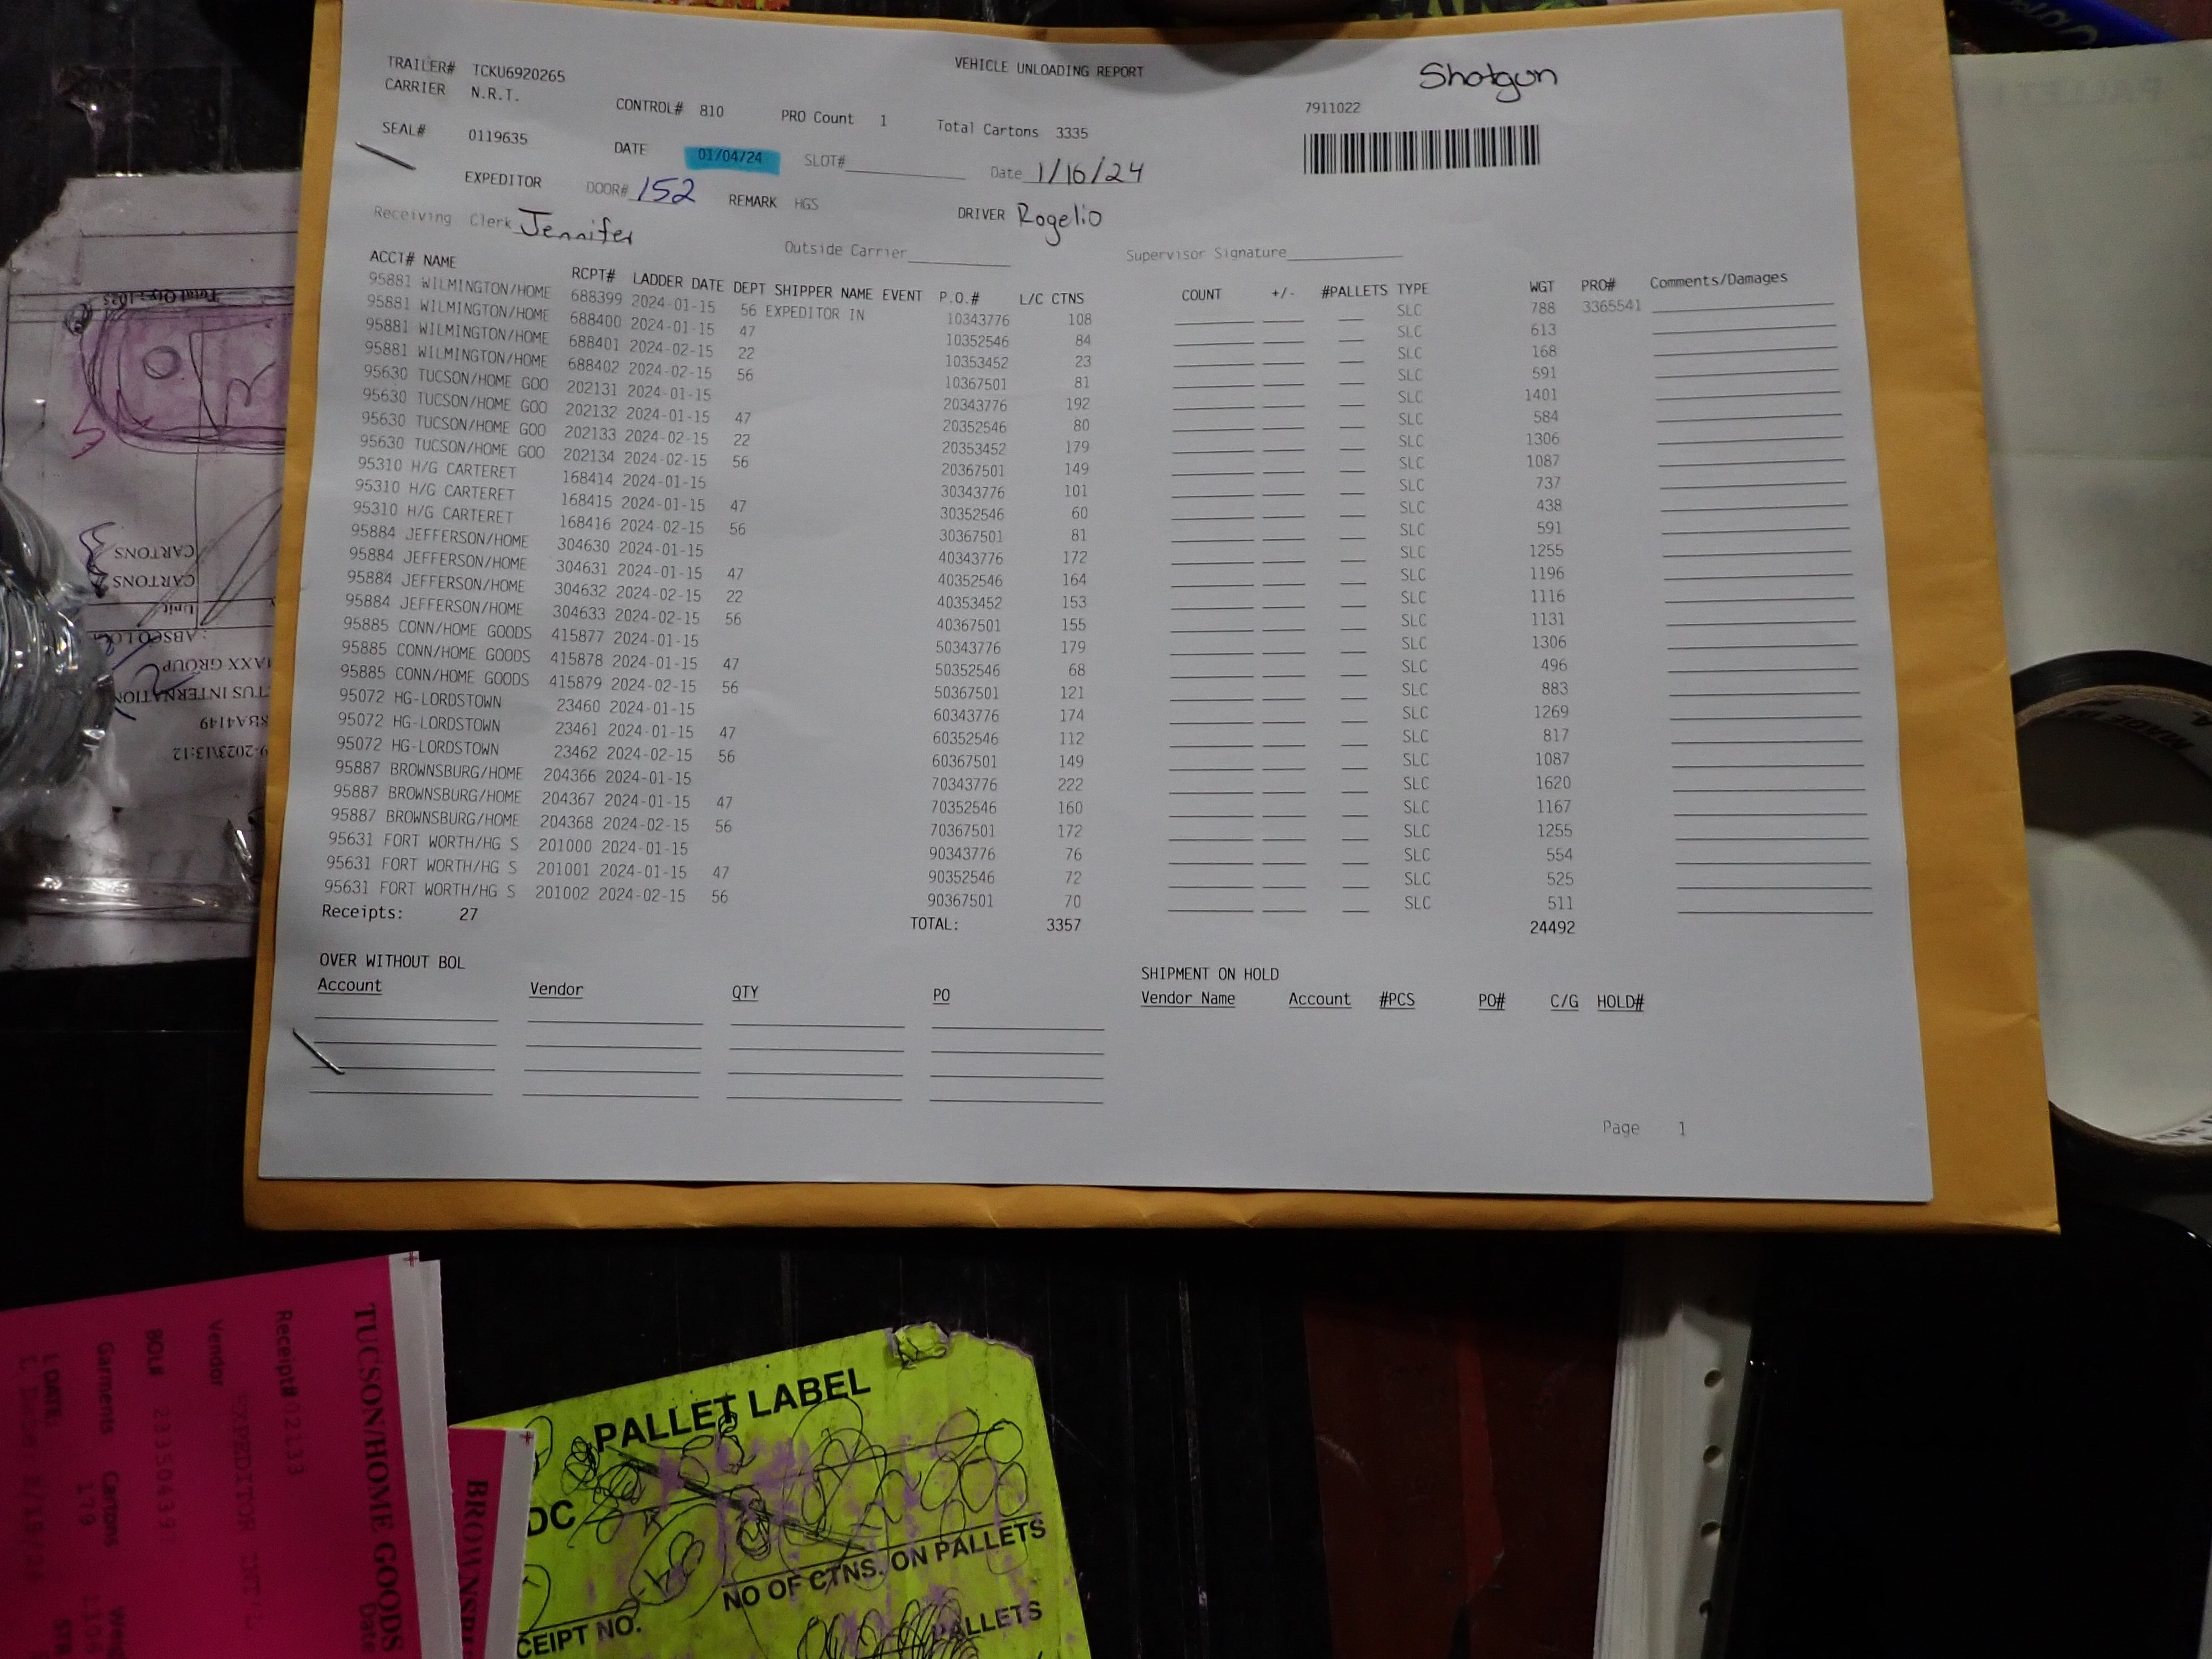 VEHICLE UNLOADING REPORT
Shotgun
TRAILER# TCKU6920265
CARRIER N.R.T.
CONTROL# 810 PRO Count 1 Total Cartons 3335
7911022
SEAL# 0119635 DATE 01/04/24 SLOT# Date 1/16/24
EXPEDITOR DOOR# 152 REMARK HGS DRIVER Rogelio
Receiving Clerk Jennifer Outside Carrier Supervisor Signature
ACCT# NAME RCPT# LADDER DATE DEPT SHIPPER NAME EVENT P.O.# L/C CTNS COUNT +/- #PALLETS TYPE WGT PRO# Comments/Damages
95881 WILMINGTON/HOME 688399 2024-01-15 56 EXPEDITOR IN 10343776 108 SLC 788 3365541
95881 WILMINGTON/HOME 688400 2024-01-15 47 10352546 84 SLC 613
95881 WILMINGTON/HOME 688401 2024-02-15 22 10353452 23 SLC 168
95881 WILMINGTON/HOME 688402 2024-02-15 56 10367501 81 SLC 591
95630 TUCSON/HOME GOO 202131 2024-01-15 20343776 192 SLC 1401
95630 TUCSON/HOME GOO 202132 2024-01-15 47 20352546 80 SLC 584
95630 TUCSON/HOME GOO 202133 2024-02-15 22 20353452 179 SLC 1306
95630 TUCSON/HOME GOO 202134 2024-02-15 56 20367501 149 SLC 1087
95310 H/G CARTERET 168414 2024-01-15 30343776 101 SLC 737
95310 H/G CARTERET 168415 2024-01-15 47 30352546 60 SLC 438
95310 H/G CARTERET 168416 2024-02-15 56 30367501 81 SLC 591
95884 JEFFERSON/HOME 304630 2024-01-15 40343776 172 SLC 1255
95884 JEFFERSON/HOME 304631 2024-01-15 47 40352546 164 SLC 1196
95884 JEFFERSON/HOME 304632 2024-02-15 22 40353452 153 SLC 1116
95884 JEFFERSON/HOME 304633 2024-02-15 56 40367501 155 SLC 1131
95885 CONN/HOME GOODS 415877 2024-01-15 50343776 179 SLC 1306
95885 CONN/HOME GOODS 415878 2024-01-15 47 50352546 68 SLC 496
95885 CONN/HOME GOODS 415879 2024-02-15 56 50367501 121 SLC 883
95072 HG-LORDSTOWN 23460 2024-01-15 60343776 174 SLC 1269
95072 HG-LORDSTOWN 23461 2024-01-15 47 60352546 112 SLC 817
95072 HG-LORDSTOWN 23462 2024-02-15 56 60367501 149 SLC 1087
95887 BROWNSBURG/HOME 204366 2024-01-15 70343776 222 SLC 1620
95887 BROWNSBURG/HOME 204367 2024-01-15 47 70352546 160 SLC 1167
95887 BROWNSBURG/HOME 204368 2024-02-15 56 70367501 172 SLC 1255
95631 FORT WORTH/HG S 201000 2024-01-15 90343776 76 SLC 554
95631 FORT WORTH/HG S 201001 2024-01-15 47 90352546 72 SLC 525
95631 FORT WORTH/HG S 201002 2024-02-15 56 90367501 70 SLC 511
Receipts: 27 TOTAL: 3357 24492
OVER WITHOUT BOL SHIPMENT ON HOLD
Account Vendor QTY PO Vendor Name Account #PCS PO# C/G HOLD#
Page 1
Total Qty: 1025
CARTONS
CARTONS
Unit
MAXX GROUP
TUCSON/HOME GOODS
Date
Receipt# 02133
Vendor EXPEDITOR INT'L
BOL#
Garments Cartons
179
BROWNSBU
PALLET LABEL
DC
NO OF CTNS. ON PALLETS
CEIPT NO.
PALLETS